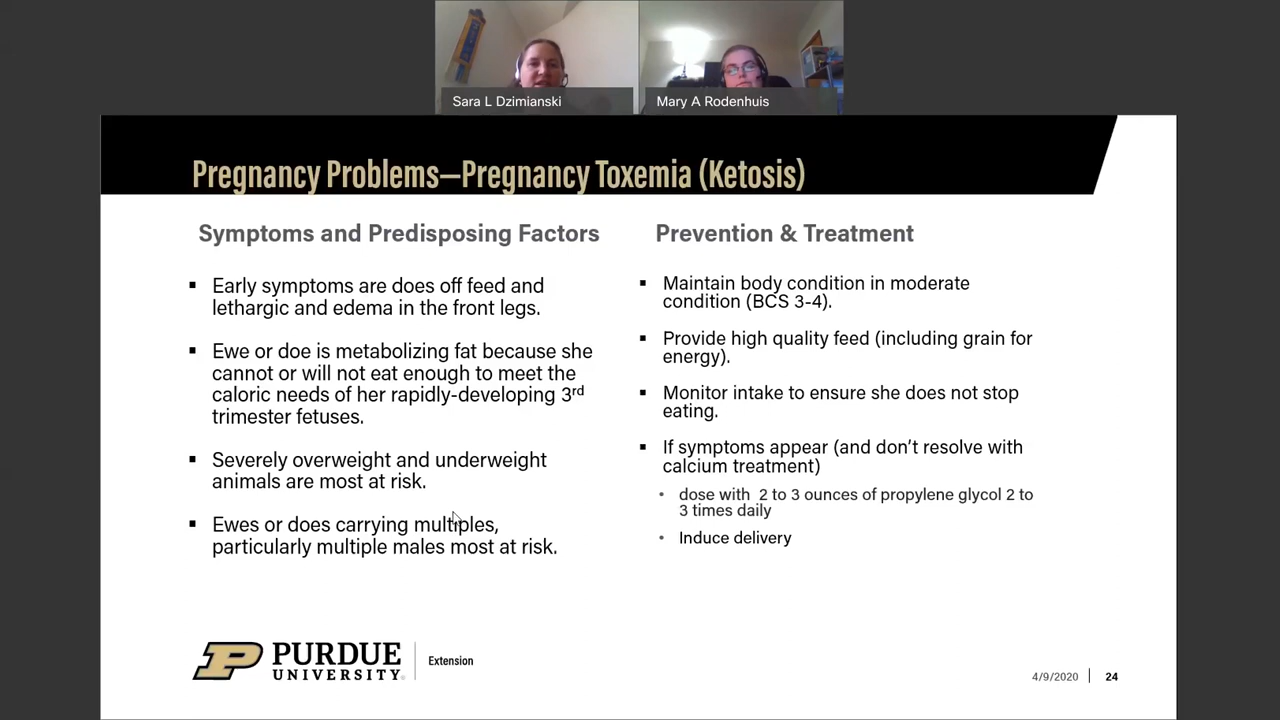 Sara L Dzimianski
Mary A Rodenhuis
Pregnancy Problems—Pregnancy Toxemia (Ketosis)
Symptoms and Predisposing Factors
▪ Early symptoms are does off feed and
lethargic and edema in the front legs.
▪ Ewe or doe is metabolizing fat because she
cannot or will not eat enough to meet the
caloric needs of her rapidly-developing 3rd
trimester fetuses.
▪ Severely overweight and underweight
animals are most at risk.
▪ Ewes or does carrying multiples,
particularly multiple males most at risk.
Prevention & Treatment
▪ Maintain body condition in moderate
condition (BCS 3-4).
▪ Provide high quality feed (including grain for
energy).
▪ Monitor intake to ensure she does not stop
eating.
▪ If symptoms appear (and don’t resolve with
calcium treatment)
• dose with 2 to 3 ounces of propylene glycol 2 to
3 times daily
• Induce delivery
P PURDUE
UNIVERSITY®
Extension
4/9/2020 | 24